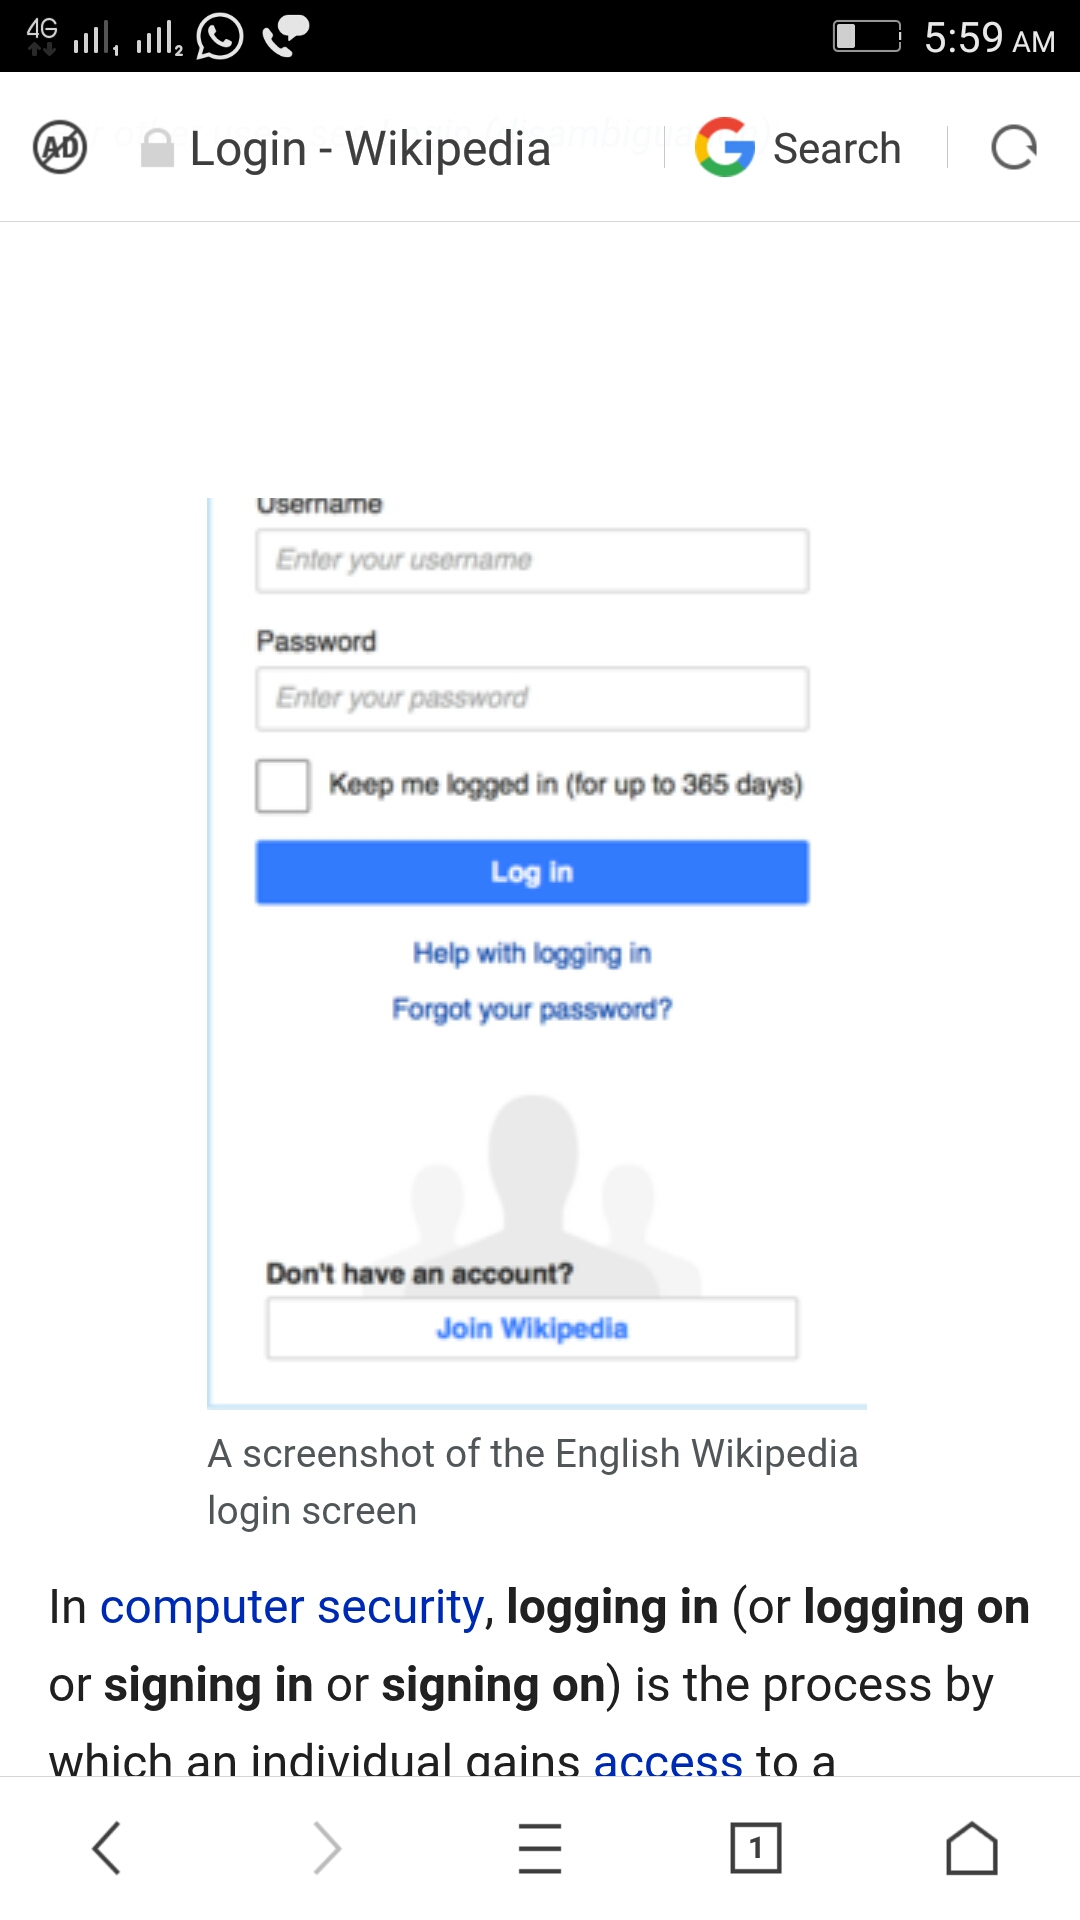 4G 1 2 5:59 AM
AD Login - Wikipedia G Search
Username
Enter your username
Password
Enter your password
Keep me logged in (for up to 365 days)
Log in
Help with logging in
Forgot your password?
Don't have an account?
Join Wikipedia
A screenshot of the English Wikipedia
login screen
In computer security, logging in (or logging on
or signing in or signing on) is the process by
which an individual gains access to a
1